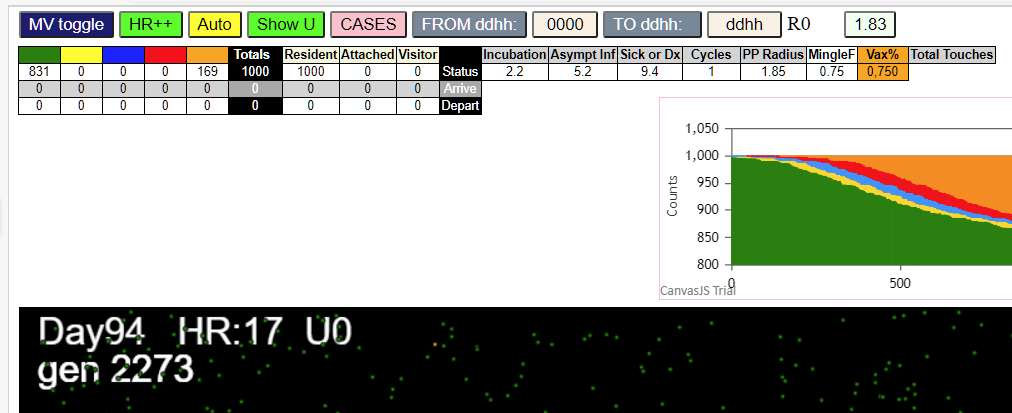 MV toggle HR++ Auto Show U CASES FROM ddhh: 0000 TO ddhh: ddhh R0 1.83
Totals Resident Attached Visitor Incubation Asympt Inf Sick or Dx Cycles PP Radius MingleF Vax% Total Touches
831 0 0 0 169 1000 1000 0 0 Status 2.2 5.2 9.4 1 1.85 0.75 0,750
0 0 0 0 0 0 0 0 0 Arrive
0 0 0 0 0 0 0 0 0 Depart
1,050
1,000
950
900
850
800
Counts
0 500
CanvasJS Trial
Day94 HR:17 U0
gen 2273